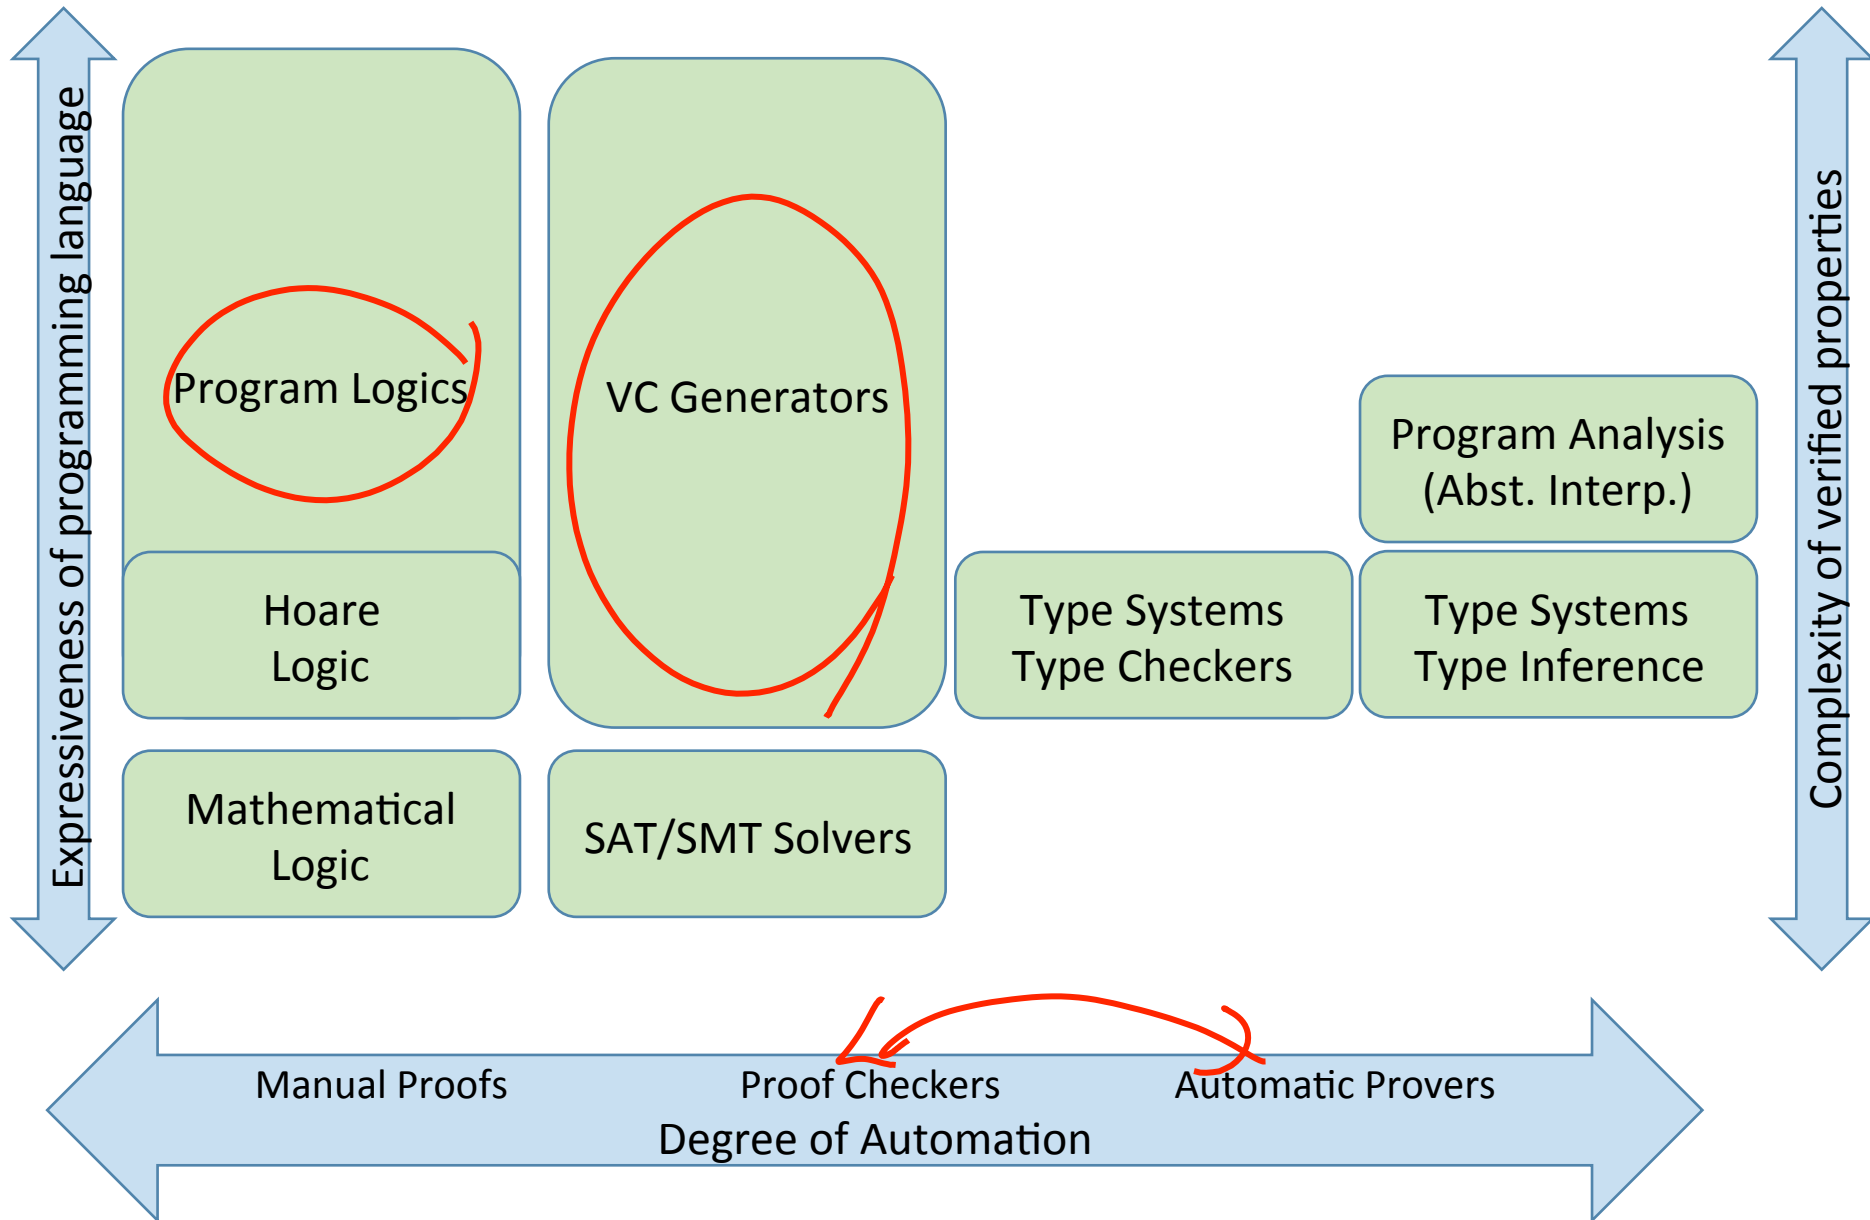 Expressiveness of programming language
Program Logics
Hoare
Logic
Mathematical
Logic
VC Generators
SAT/SMT Solvers
Type Systems
Type Checkers
Program Analysis
(Abst. Interp.)
Type Systems
Type Inference
Complexity of verified properties
Manual Proofs Proof Checkers Automatic Provers
Degree of Automation